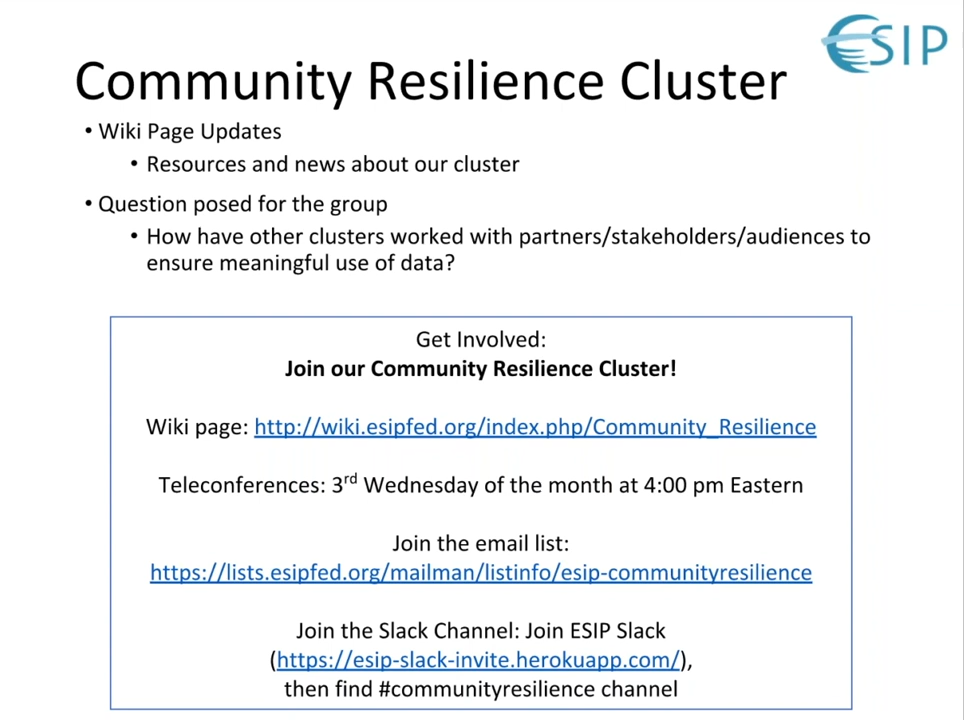 ESIP
Community Resilience Cluster
• Wiki Page Updates
• Resources and news about our cluster
• Question posed for the group
• How have other clusters worked with partners/stakeholders/audiences to
ensure meaningful use of data?
Get Involved:
Join our Community Resilience Cluster!
Wiki page: http://wiki.esipfed.org/index.php/Community_Resilience
Teleconferences: 3rd Wednesday of the month at 4:00 pm Eastern
Join the email list:
https://lists.esipfed.org/mailman/listinfo/esip-communityresilience
Join the Slack Channel: Join ESIP Slack
(https://esip-slack-invite.herokuapp.com/),
then find #communityresilience channel